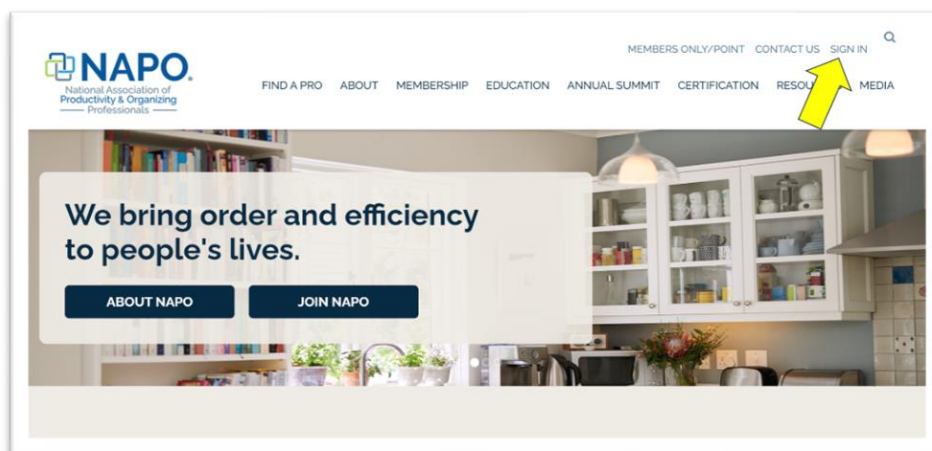 MEMBERS ONLY/POINT CONTACT US SIGN IN
NAPO.
National Association of
Productivity & Organizing
Professionals
FIND A PRO ABOUT MEMBERSHIP EDUCATION ANNUAL SUMMIT CERTIFICATION MEDIA
We bring order and efficiency
to people's lives.
ABOUT NAPO JOIN NAPO